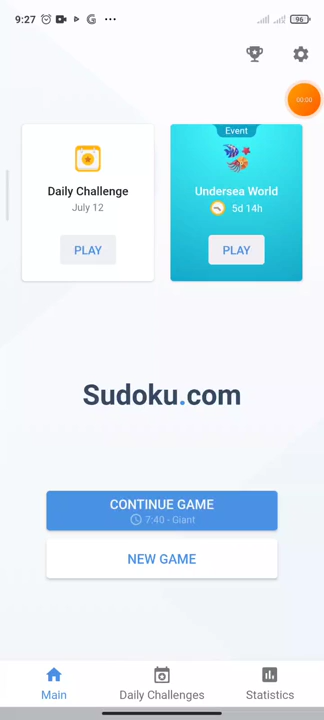 9:27
96
00:00
Event
Daily Challenge
July 12
PLAY
Undersea World
5d 14h
PLAY
Sudoku.com
CONTINUE GAME
7:40 - Giant
NEW GAME
Main
Daily Challenges
Statistics